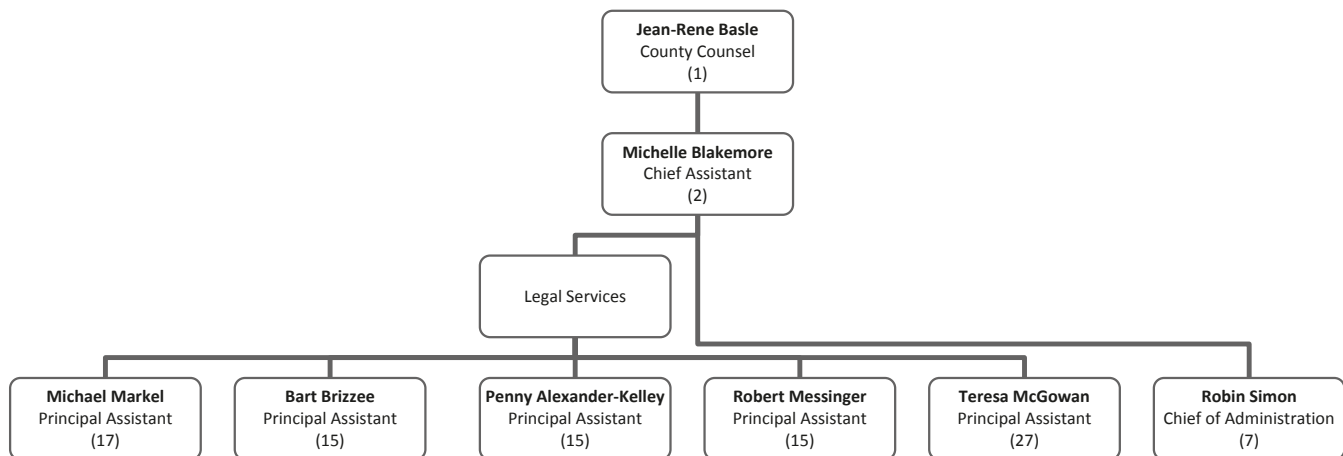 Jean-Rene Basle
County Counsel
(1)
Michelle Blakemore
Chief Assistant
(2)
Legal Services
Michael Markel
Principal Assistant
(17)
Bart Brizzee
Principal Assistant
(15)
Penny Alexander-Kelley
Principal Assistant
(15)
Robert Messinger
Principal Assistant
(15)
Teresa McGowan
Principal Assistant
(27)
Robin Simon
Chief of Administration
(7)